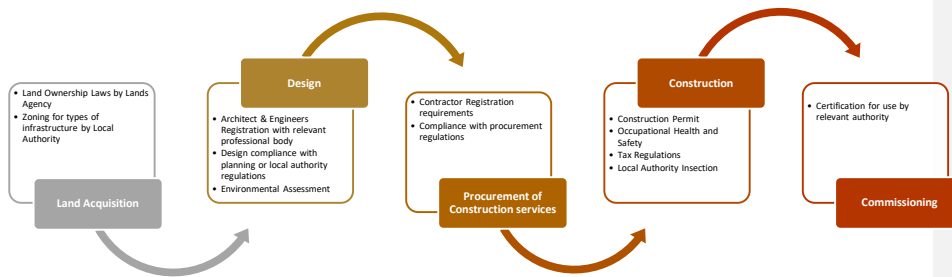 • Land Ownership Laws by Lands
Agency
• Zoning for types of
infrastructure by Local
Authority
Land Acquisition
Design
• Architect & Engineers
Registration with relevant
professional body
• Design compliance with
planning or local authority
regulations
• Environmental Assessment
• Contractor Registration
requirements
• Compliance with procurement
regulations
Procurement of
Construction services
Construction
• Construction Permit
• Occupational Health and
Safety
• Tax Regulations
• Local Authority Insection
• Certification for use by
relevant authority
Commissioning